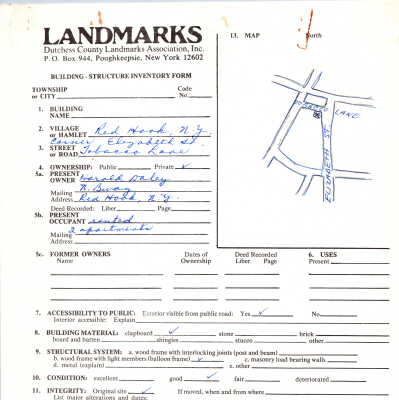 LANDMARKS
Dutchess County Landmarks Association, Inc.
P. O. Box 944, Poughkeepsie, New York 12602
13. MAP North
BUILDING - STRUCTURE INVENTORY FORM
TOWNSHIP Code
or CITY No.
1. BUILDING
NAME
2. VILLAGE Red Hook, N.Y.
or HAMLET
3. STREET Corner Elizabeth St.
or ROAD Tobacco Lane
4. OWNERSHIP: Public Private ✓
5a. PRESENT
OWNER Harold Daley
Mailing N. Bway
Address Red Hook, N.Y.
Deed Recorded: Liber Page
5b. PRESENT
OCCUPANT rented
Mailing 2 apartments
Address
LANE
ELIZABETH ST.
5c. FORMER OWNERS Dates of Deed Recorded 6. USES
Name Ownership Liber Page Present
7. ACCESSIBILITY TO PUBLIC: Exterior visible from public road: Yes ✓ No
Interior accessible: Explain
8. BUILDING MATERIAL: clapboard ✓ stone brick
board and batten shingles stucco other
9. STRUCTURAL SYSTEM: a. wood frame with interlocking joints (post and beam)
b. wood frame with light members (balloon frame) ✓ c. masonry load bearing walls
d. metal (explain) e. other
10. CONDITION: excellent good ✓ fair deteriorated
11. INTEGRITY: Original site ✓ If moved, when and from where
List major alterations and dates: